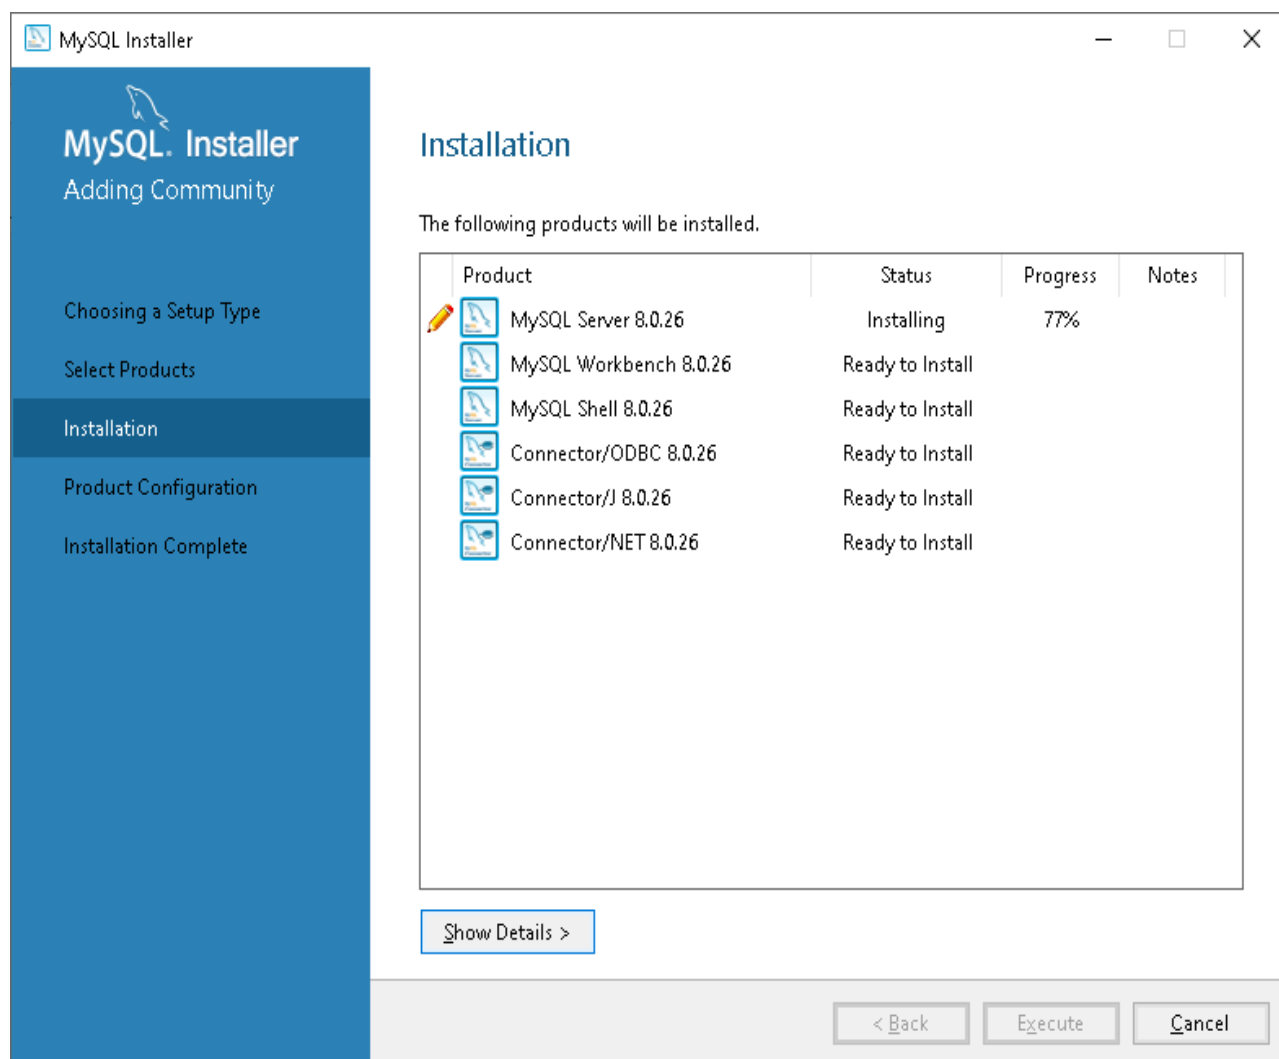 MySQL Installer
MySQL. Installer
Adding Community
Choosing a Setup Type
Select Products
Installation
Product Configuration
Installation Complete
Installation
The following products will be installed.
Product Status Progress Notes
MySQL Server 8.0.26 Installing 77%
MySQL Workbench 8.0.26 Ready to Install
MySQL Shell 8.0.26 Ready to Install
Connector/ODBC 8.0.26 Ready to Install
Connector/J 8.0.26 Ready to Install
Connector/NET 8.0.26 Ready to Install
Show Details >
< Back Execute Cancel